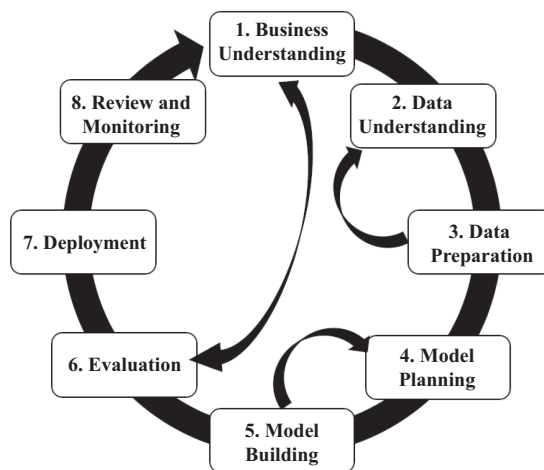 1. Business
Understanding
2. Data
Understanding
3. Data
Preparation
4. Model
Planning
5. Model
Building
6. Evaluation
7. Deployment
8. Review and
Monitoring